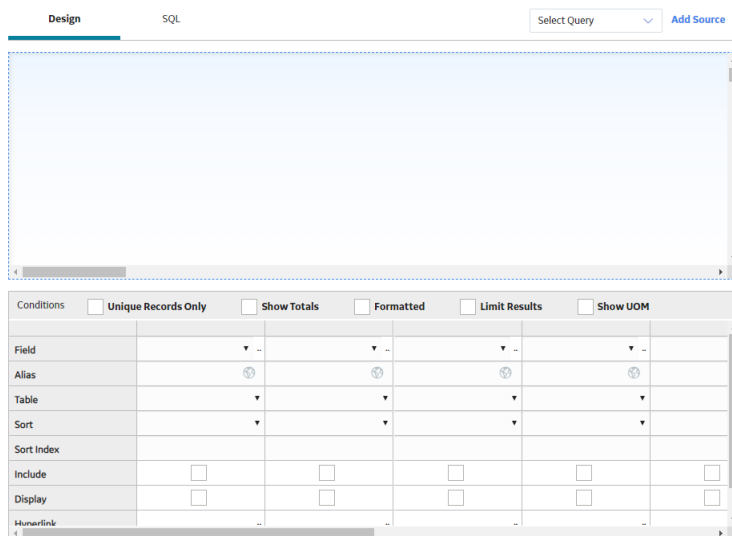 Design SQL Select Query Add Source
Conditions Unique Records Only Show Totals Formatted Limit Results Show UOM
Field .. .. .. ..
Alias
Table
Sort
Sort Index
Include
Display
Hyperlink .. .. .. ..